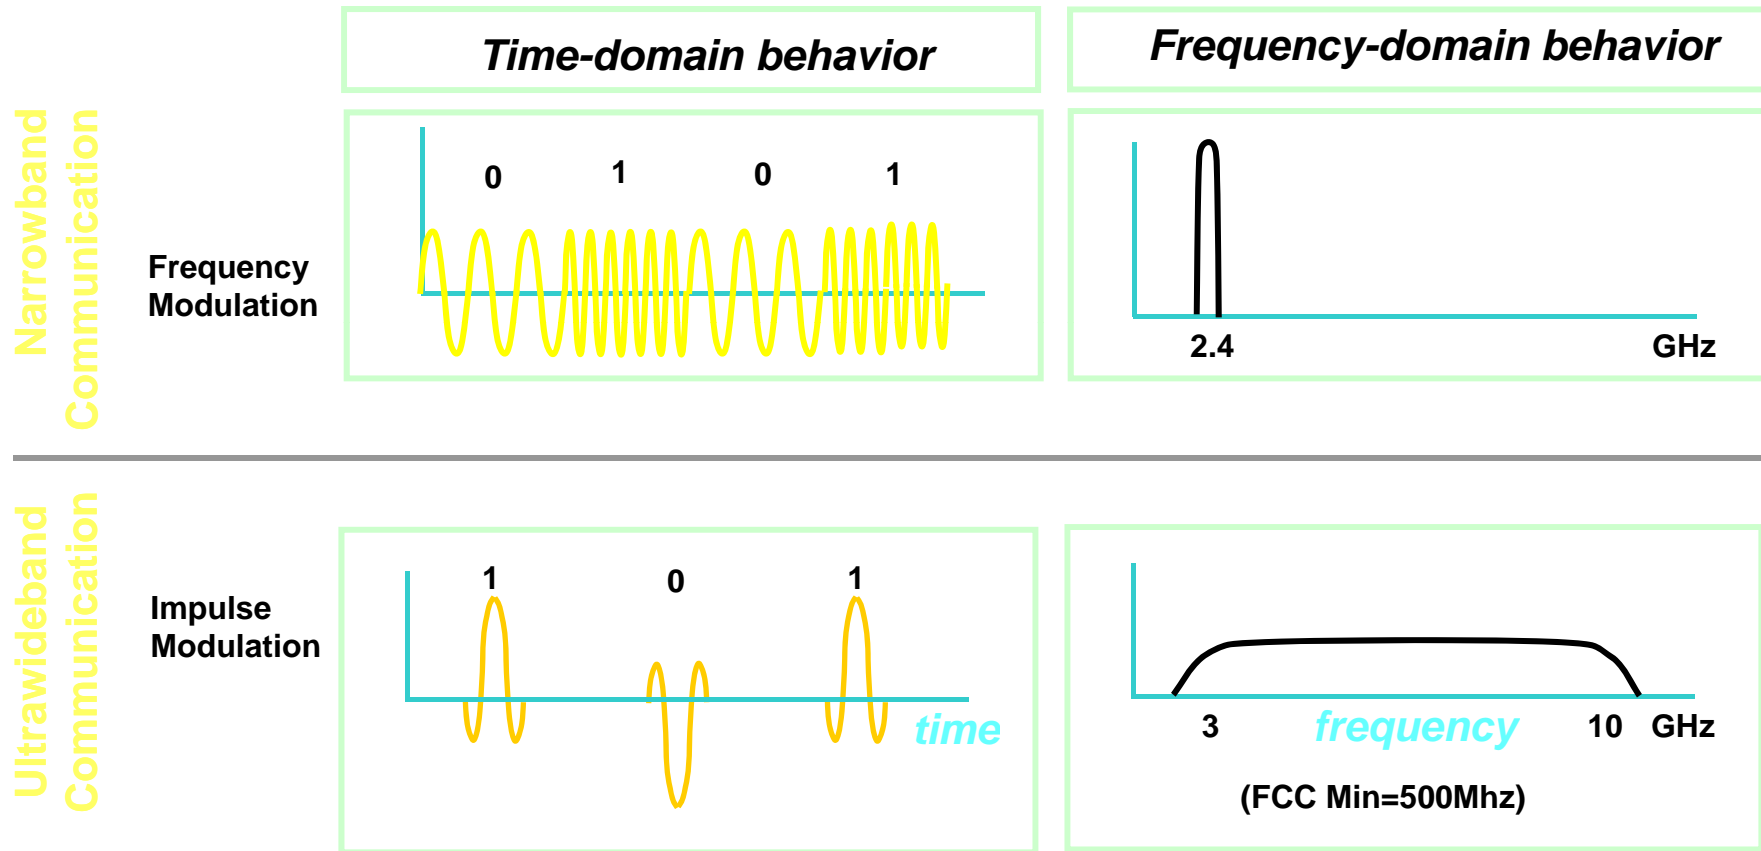 Time-domain behavior
Frequency-domain behavior
Narrowband
Communication
Frequency
Modulation
0 1 0 1
2.4 GHz
Ultrawideband
Communication
Impulse
Modulation
1 0 1
time
3 frequency 10 GHz
(FCC Min=500Mhz)